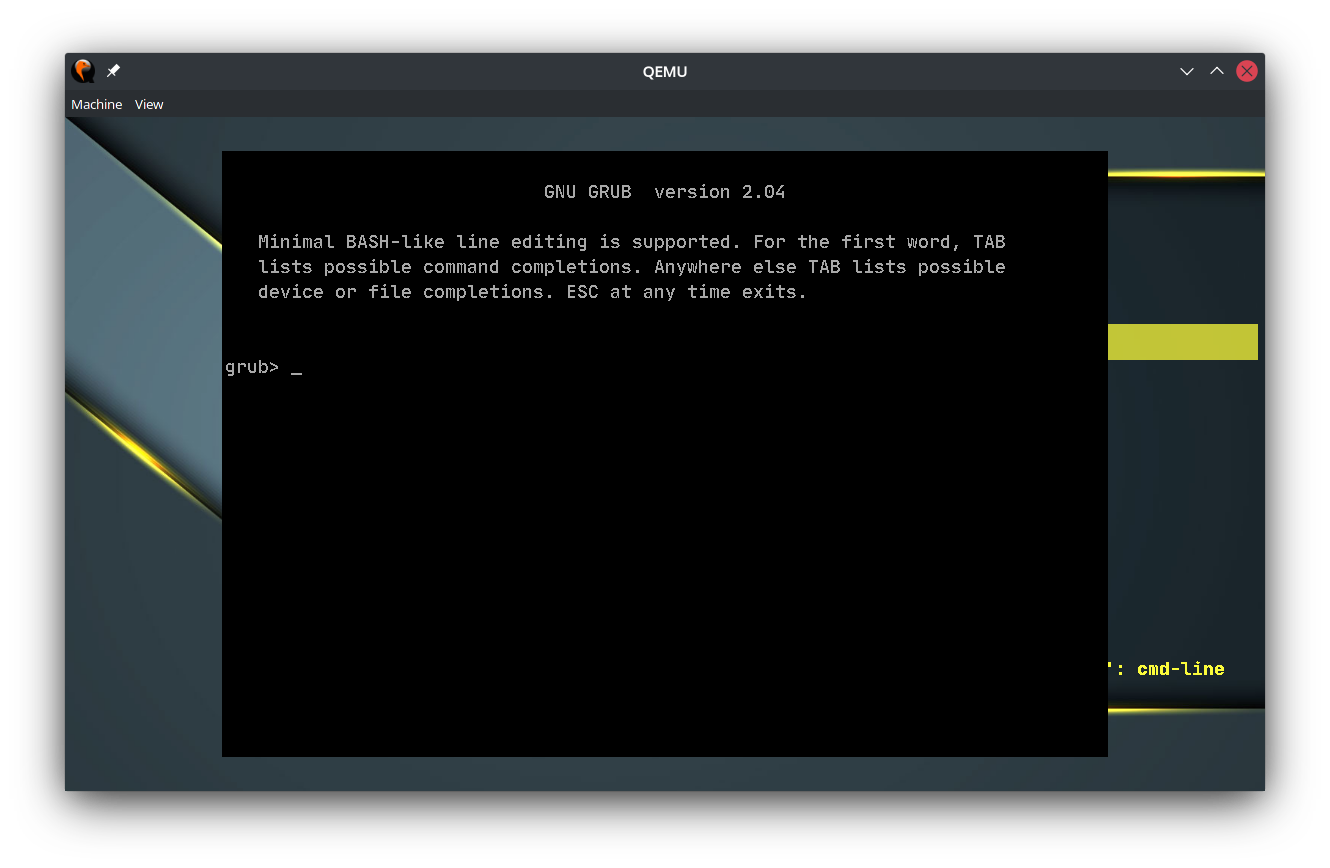 QEMU
Machine View
GNU GRUB version 2.04
Minimal BASH-like line editing is supported. For the first word, TAB
lists possible command completions. Anywhere else TAB lists possible
device or file completions. ESC at any time exits.
grub> _
': cmd-line